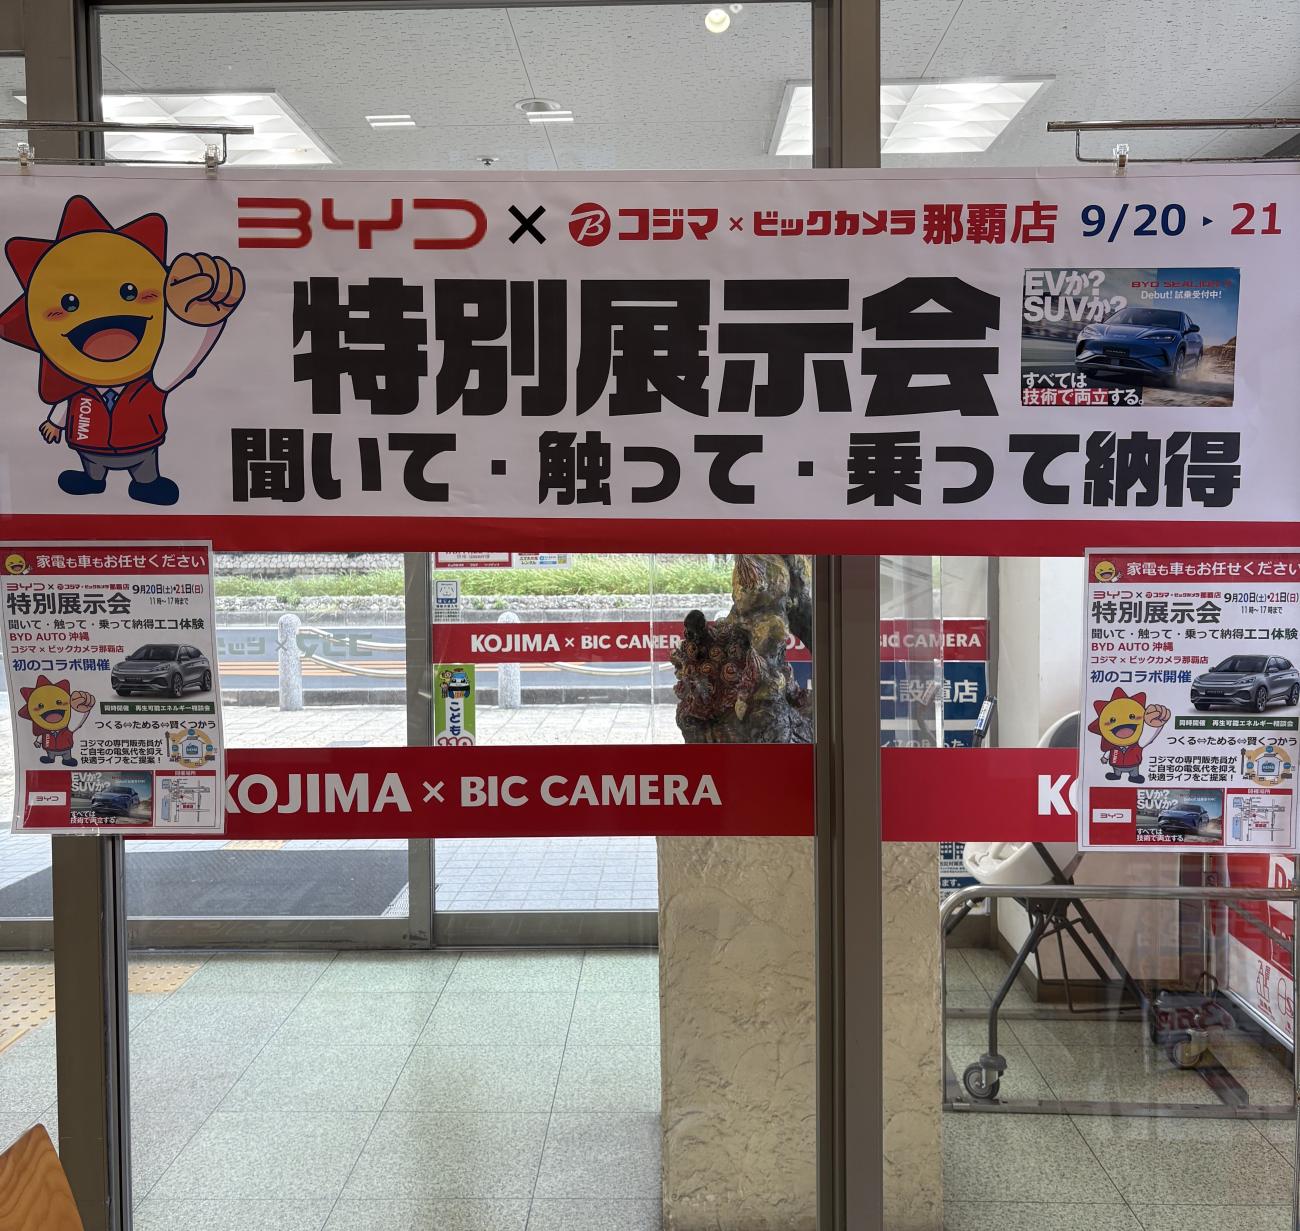 BYD × コジマ×ビックカメラ 那覇店 9/20 ▸ 21
特別展示会
EVか?
SUVか?
BYD SEALION 7
Debut! 試乗受付中!
すべては
技術で両立する。
聞いて・触って・乗って納得
KOJIMA
家電も車もお任せください
BYD × コジマ×ビックカメラ那覇店 9月20日(土)・21日(日)
特別展示会 11時〜17時まで
聞いて・触って・乗って納得エコ体験
BYD AUTO 沖縄
コジマ × ビックカメラ那覇店
初のコラボ開催
同時開催 再生可能エネルギー相談会
つくる⇔ためる⇔賢くつかう
コジマの専門販売員が
ご自宅の電気代を抑え
快適ライフをご提案!
BYD
EVか?
SUVか?
すべては
技術で両立する。
開催場所
KOJIMA × BIC CAMERA
BIC CAMERA
設置店
こども
KOJIMA × BIC CAMERA
KO
家電も車もお任せください
BYD × コジマ×ビックカメラ那覇店 9月20日(土)・21日(日)
特別展示会 11時〜17時まで
聞いて・触って・乗って納得エコ体験
BYD AUTO 沖縄
コジマ × ビックカメラ那覇店
初のコラボ開催
同時開催 再生可能エネルギー相談会
つくる⇔ためる⇔賢くつかう
コジマの専門販売員が
ご自宅の電気代を抑え
快適ライフをご提案!
BYD
EVか?
SUVか?
すべては
技術で両立する。
開催場所